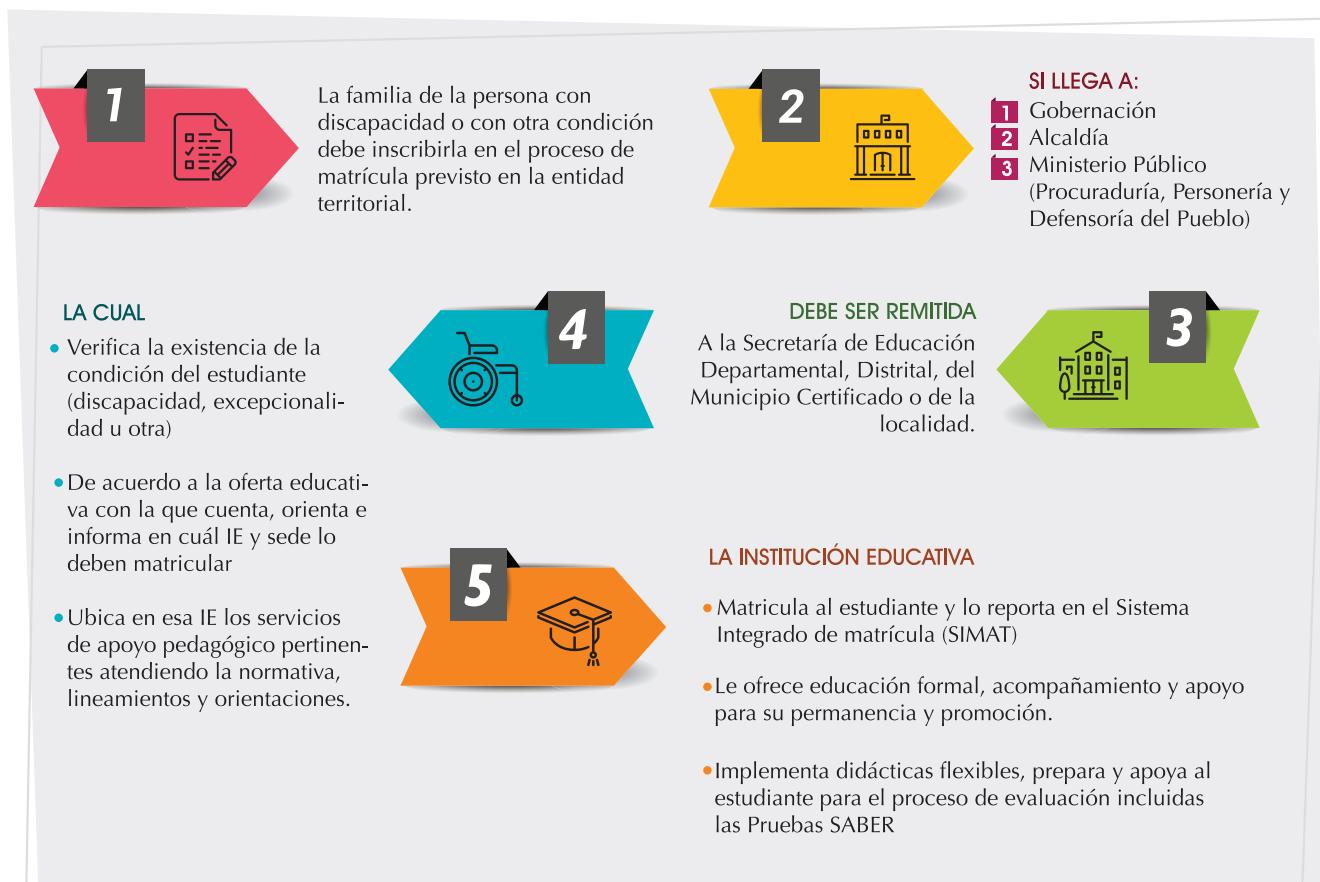 1
La familia de la persona con
discapacidad o con otra condición
debe inscribirla en el proceso de
matrícula previsto en la entidad
territorial.
2
SI LLEGA A:
1 Gobernación
2 Alcaldía
3 Ministerio Público
(Procuraduría, Personería y
Defensoría del Pueblo)
3
DEBE SER REMITIDA
A la Secretaría de Educación
Departamental, Distrital, del
Municipio Certificado o de la
localidad.
4
LA CUAL
• Verifica la existencia de la
condición del estudiante
(discapacidad, excepcionali-
dad u otra)
• De acuerdo a la oferta educati-
va con la que cuenta, orienta e
informa en cuál IE y sede lo
deben matricular
• Ubica en esa IE los servicios
de apoyo pedagógico pertinen-
tes atendiendo la normativa,
lineamientos y orientaciones.
5
LA INSTITUCIÓN EDUCATIVA
• Matricula al estudiante y lo reporta en el Sistema
Integrado de matrícula (SIMAT)
• Le ofrece educación formal, acompañamiento y apoyo
para su permanencia y promoción.
• Implementa didácticas flexibles, prepara y apoya al
estudiante para el proceso de evaluación incluidas
las Pruebas SABER